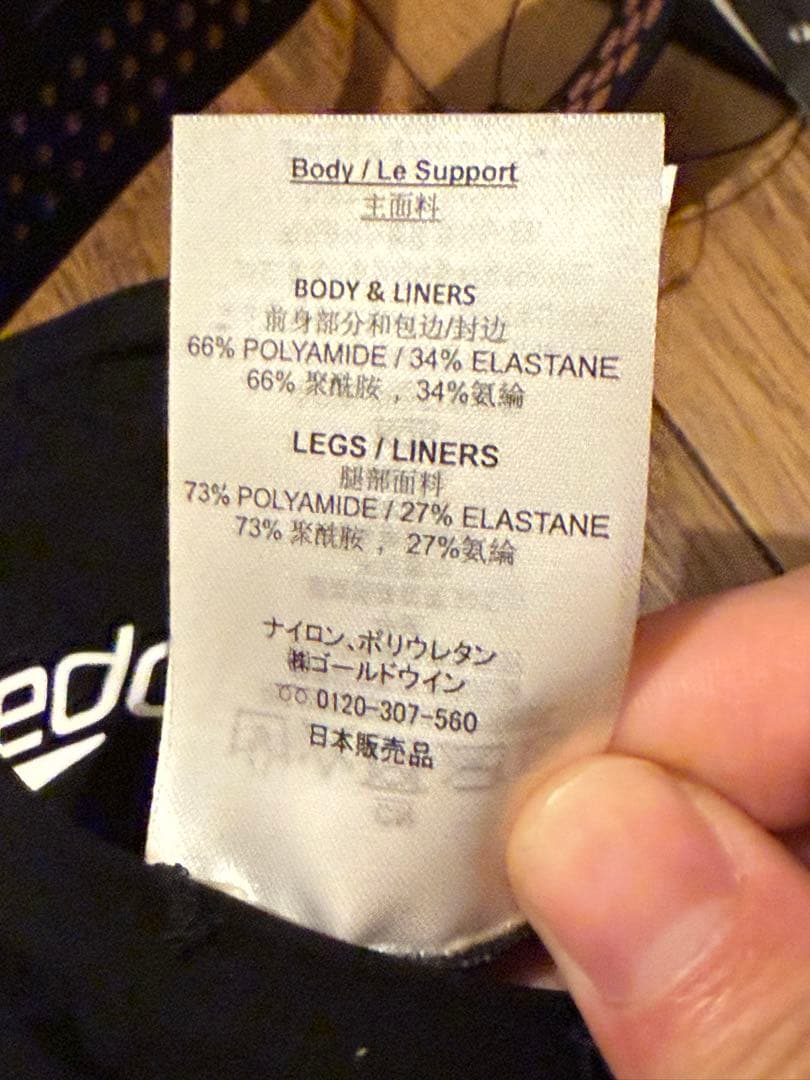 Body / Le Support
主面料
BODY & LINERS
前身部分和包边/封边
66% POLYAMIDE / 34% ELASTANE
66% 聚酰胺 , 34%氨綸
LEGS / LINERS
腿部面料
73% POLYAMIDE / 27% ELASTANE
73% 聚酰胺 , 27%氨綸
ナイロン、ポリウレタン
㈱ゴールドウイン
0120-307-560
日本販売品
edo